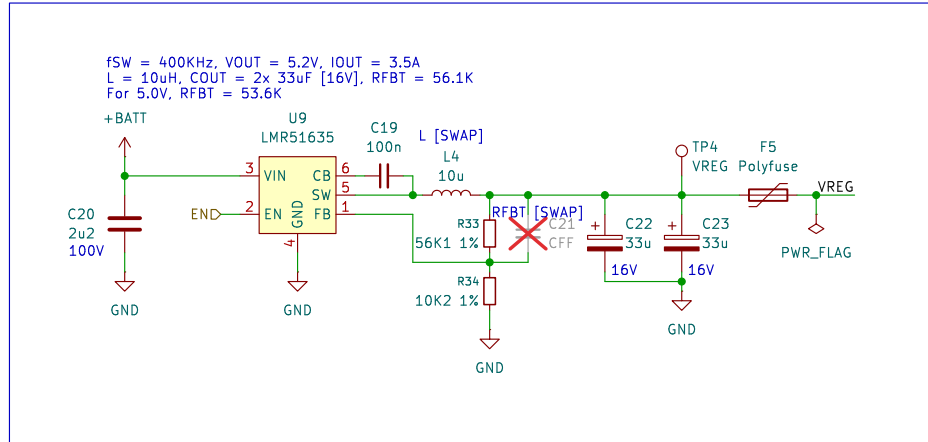 fSW = 400KHz, VOUT = 5.2V, IOUT = 3.5A
L = 10uH, COUT = 2x 33uF [16V], RFBT = 56.1K
For 5.0V, RFBT = 53.6K
+BATT
U9
LMR51635
C19
100n
L [SWAP]
L4
10u
TP4
VREG
F5
Polyfuse
3
VIN
CB
6
SW
5
2
EN
GND
FB
1
4
END
C20
2u2
100V
GND
GND
RFBT [SWAP]
R33
56K1 1%
C21
CFF
C22
33u
16V
C23
33u
16V
VREG
PWR_FLAG
R34
10K2 1%
GND
GND